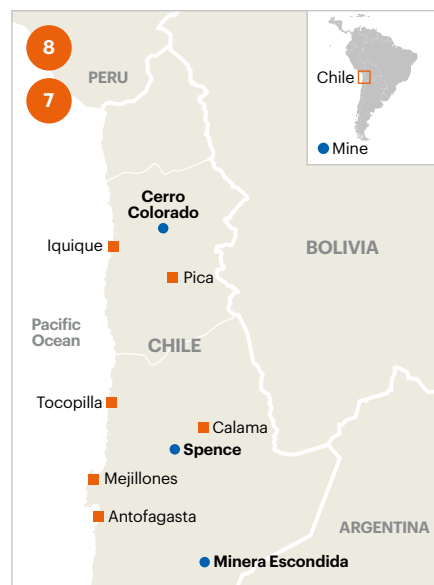 8
7
PERU
Chile
Mine
Cerro
Colorado
Iquique
BOLIVIA
Pica
Pacific
Ocean
CHILE
Tocopilla
Calama
Spence
Mejillones
Antofagasta
ARGENTINA
Minera Escondida